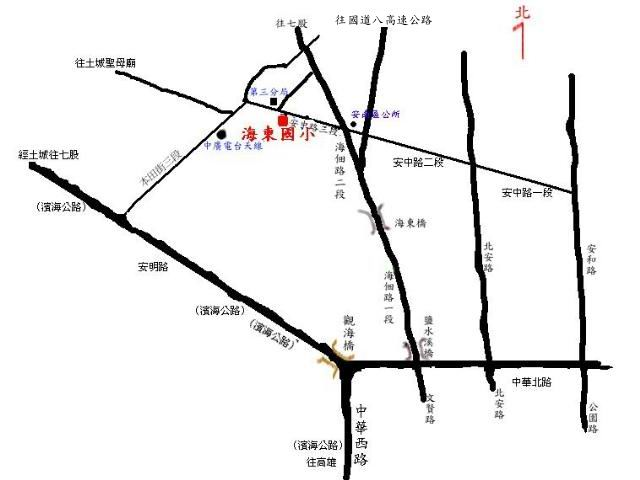 北
往七股
往國道八高速公路
往土城聖母廟
第三分局
安中路三段
安南區公所
海東國小
中廣電台天線
經土城往七股
本田街三段
海佃路二段
安中路二段
安中路一段
(濱海公路)
海東橋
北安路
安和路
安明路
海佃路一段
(濱海公路)
(濱海公路)
觀海橋
鹽水溪橋
中華北路
文賢路
北安路
公園路
中華西路
(濱海公路)
往高雄